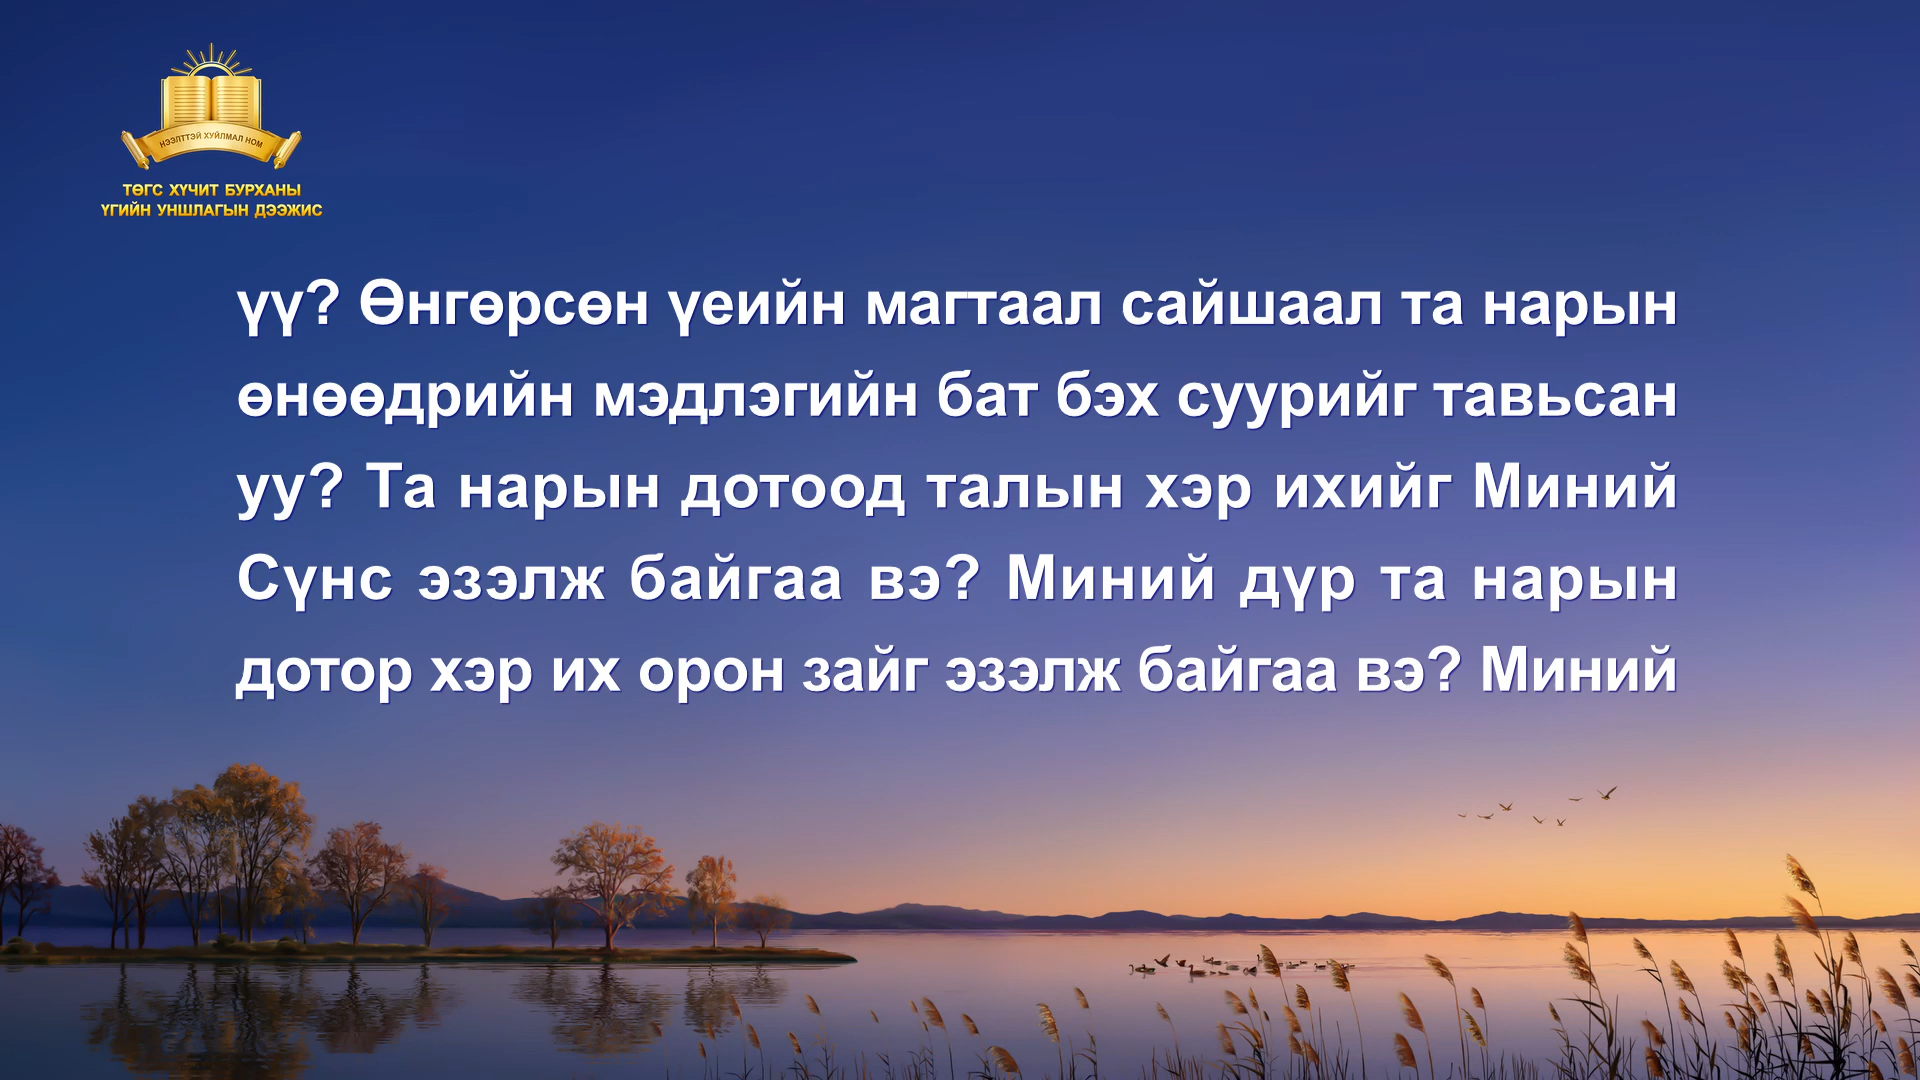 НЭЭЛТТЭЙ ХУЙЛМАЛ НОМ
ТӨГС ХҮЧИТ БУРХАНЫ
ҮГИЙН УНШЛАГЫН ДЭЭЖИС
үү? Өнгөрсөн үеийн магтаал сайшаал та нарын
өнөөдрийн мэдлэгийн бат бэх суурийг тавьсан
уу? Та нарын дотоод талын хэр ихийг Миний
Сүнс эзэлж байгаа вэ? Миний дүр та нарын
дотор хэр их орон зайг эзэлж байгаа вэ? Миний